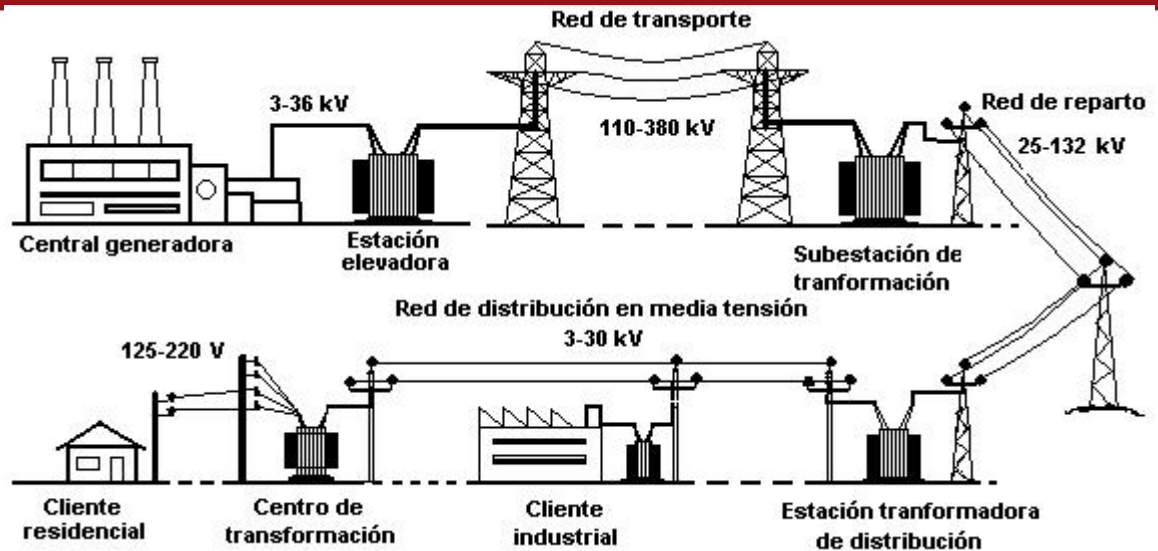 Red de transporte
3-36 kV
110-380 kV
Red de reparto
25-132 kV
Central generadora
Estación
elevadora
Subestación de
tranformación
Red de distribución en media tensión
3-30 kV
125-220 V
Cliente
residencial
Centro de
transformación
Cliente
industrial
Estación tranformadora
de distribución